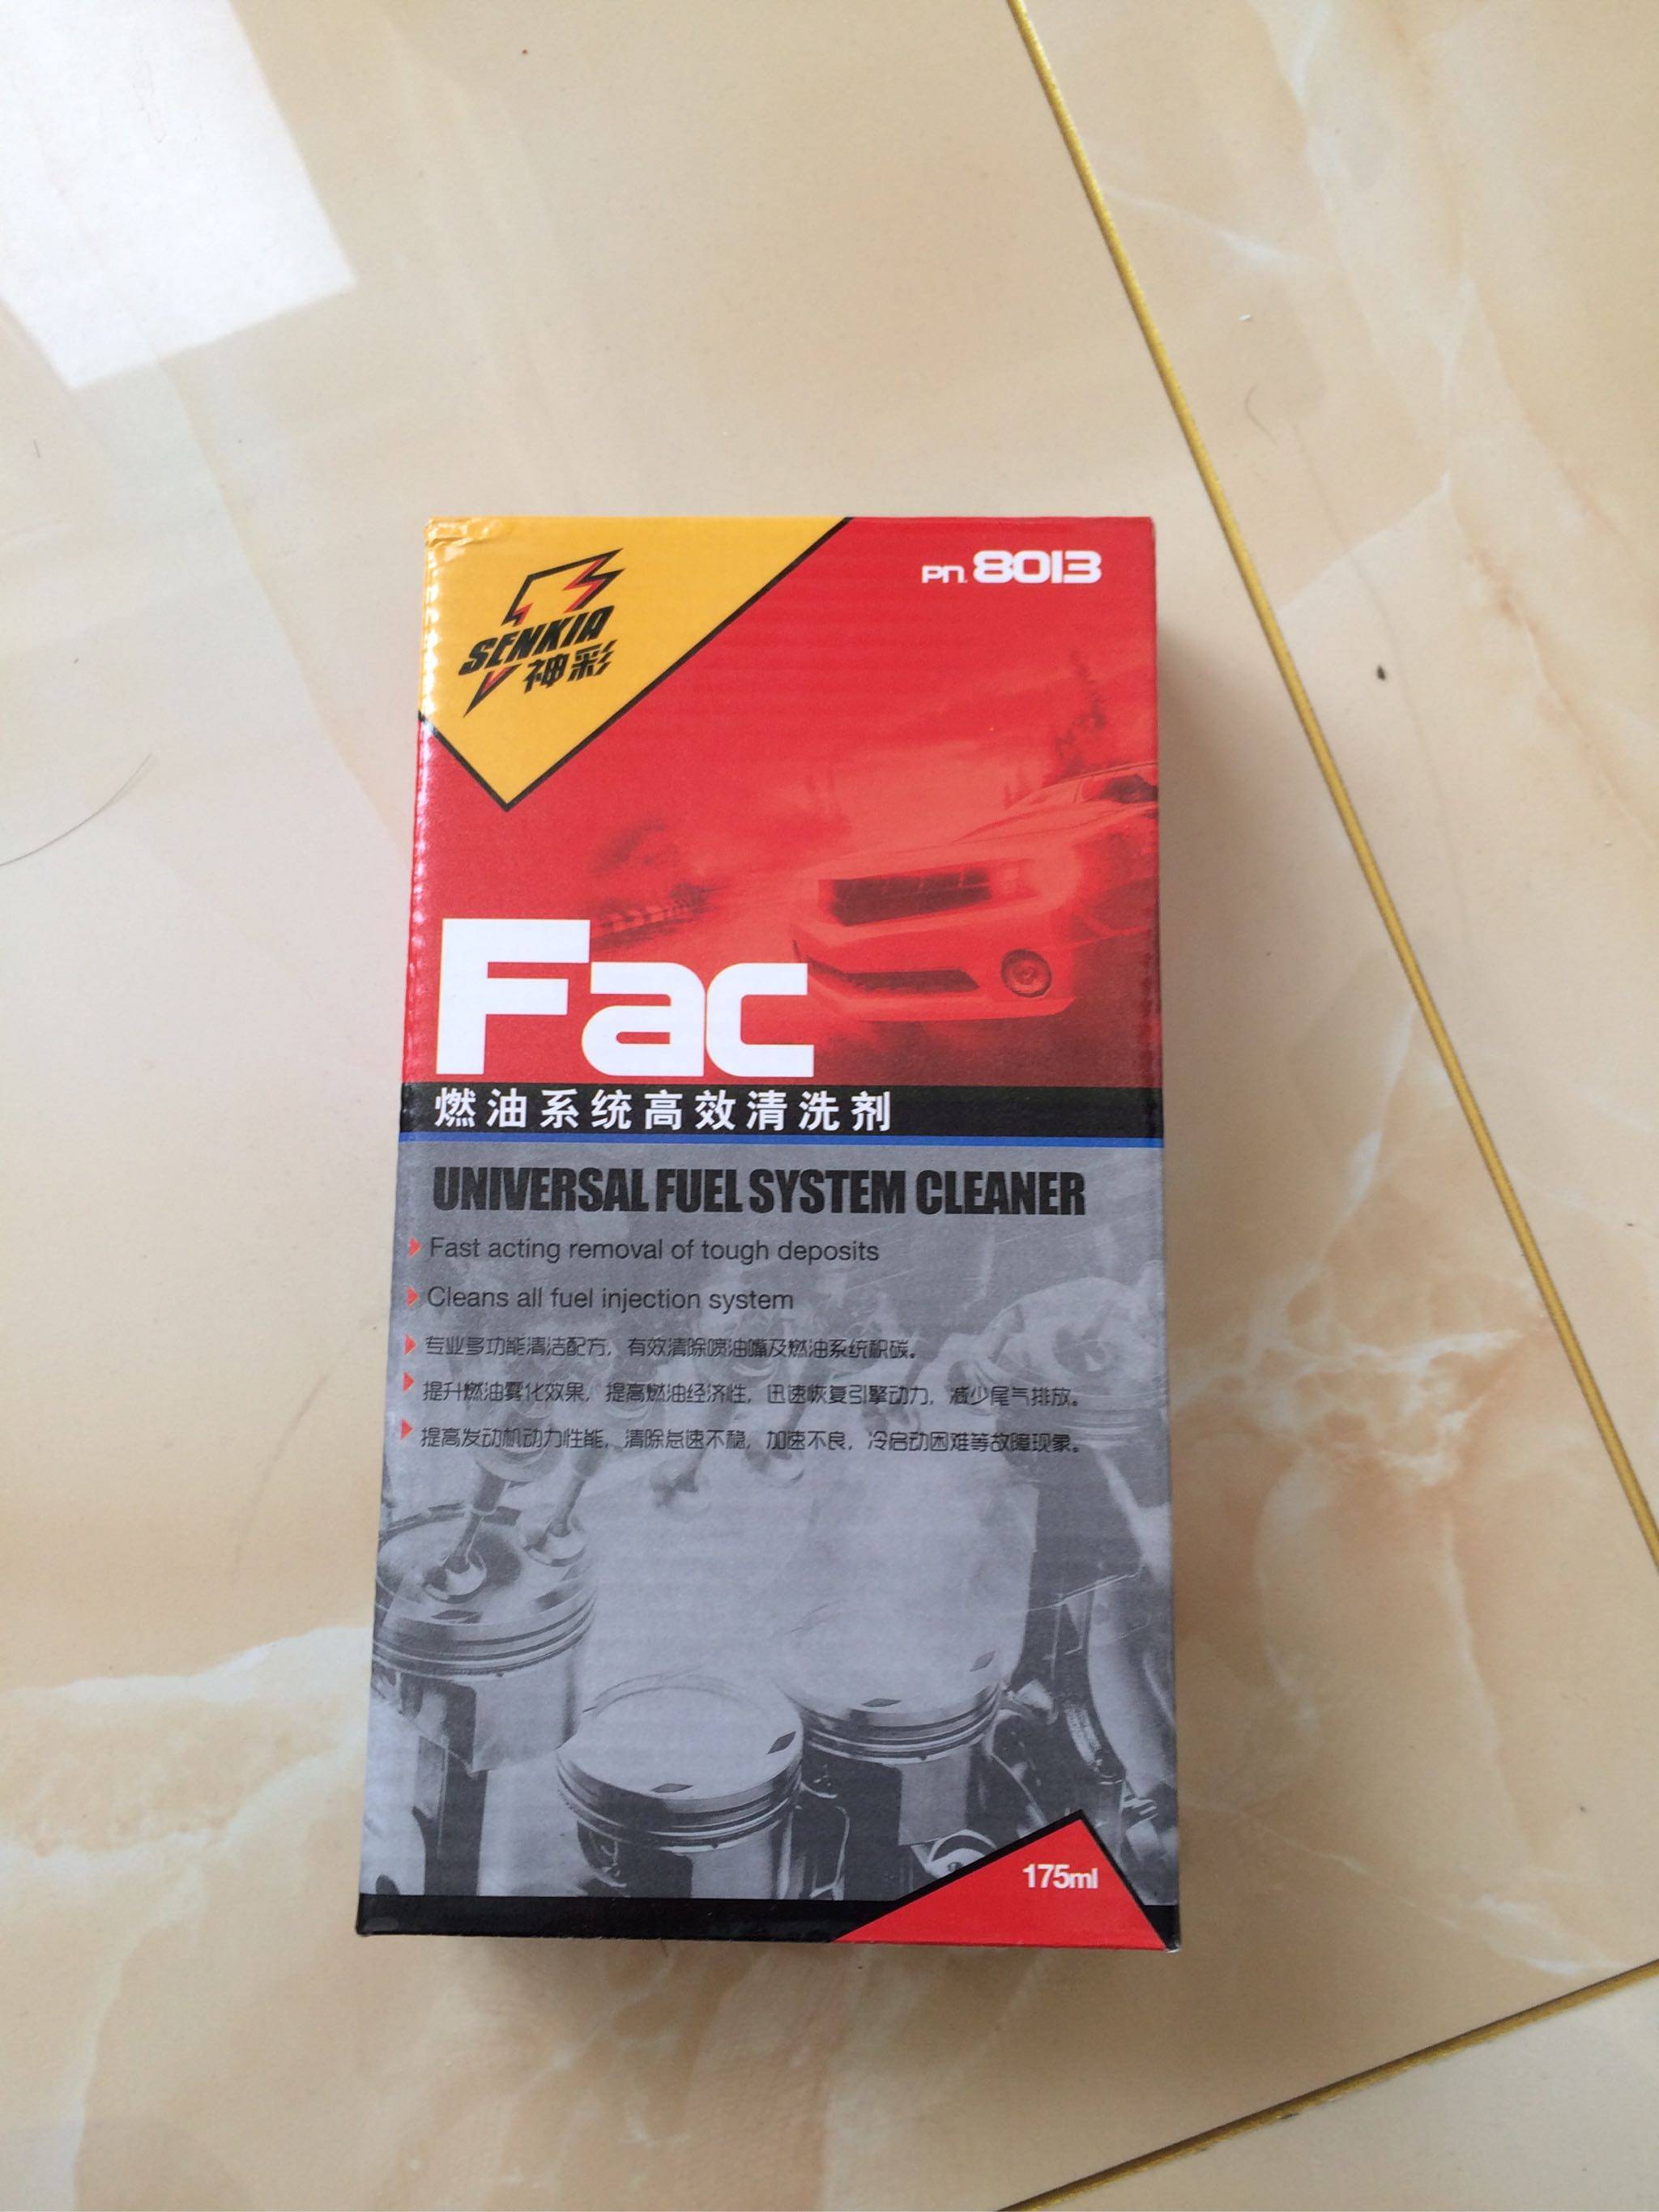 PN. 8013
SENKIA
神彩
Fac
燃油系统高效清洗剂
UNIVERSAL FUEL SYSTEM CLEANER
Fast acting removal of tough deposits
Cleans all fuel injection system
专业多功能清洁配方，有效清除喷油嘴及燃油系统积碳。
提升燃油雾化效果，提高燃油经济性，迅速恢复引擎动力，减少尾气排放。
提高发动机动力性能，清除怠速不稳，加速不良，冷启动困难等故障现象。
175ml